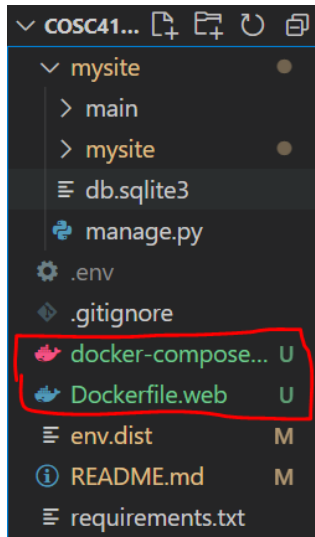 COSC41...
mysite
main
mysite
db.sqlite3
manage.py
.env
.gitignore
docker-compose... U
Dockerfile.web U
env.dist M
README.md M
requirements.txt